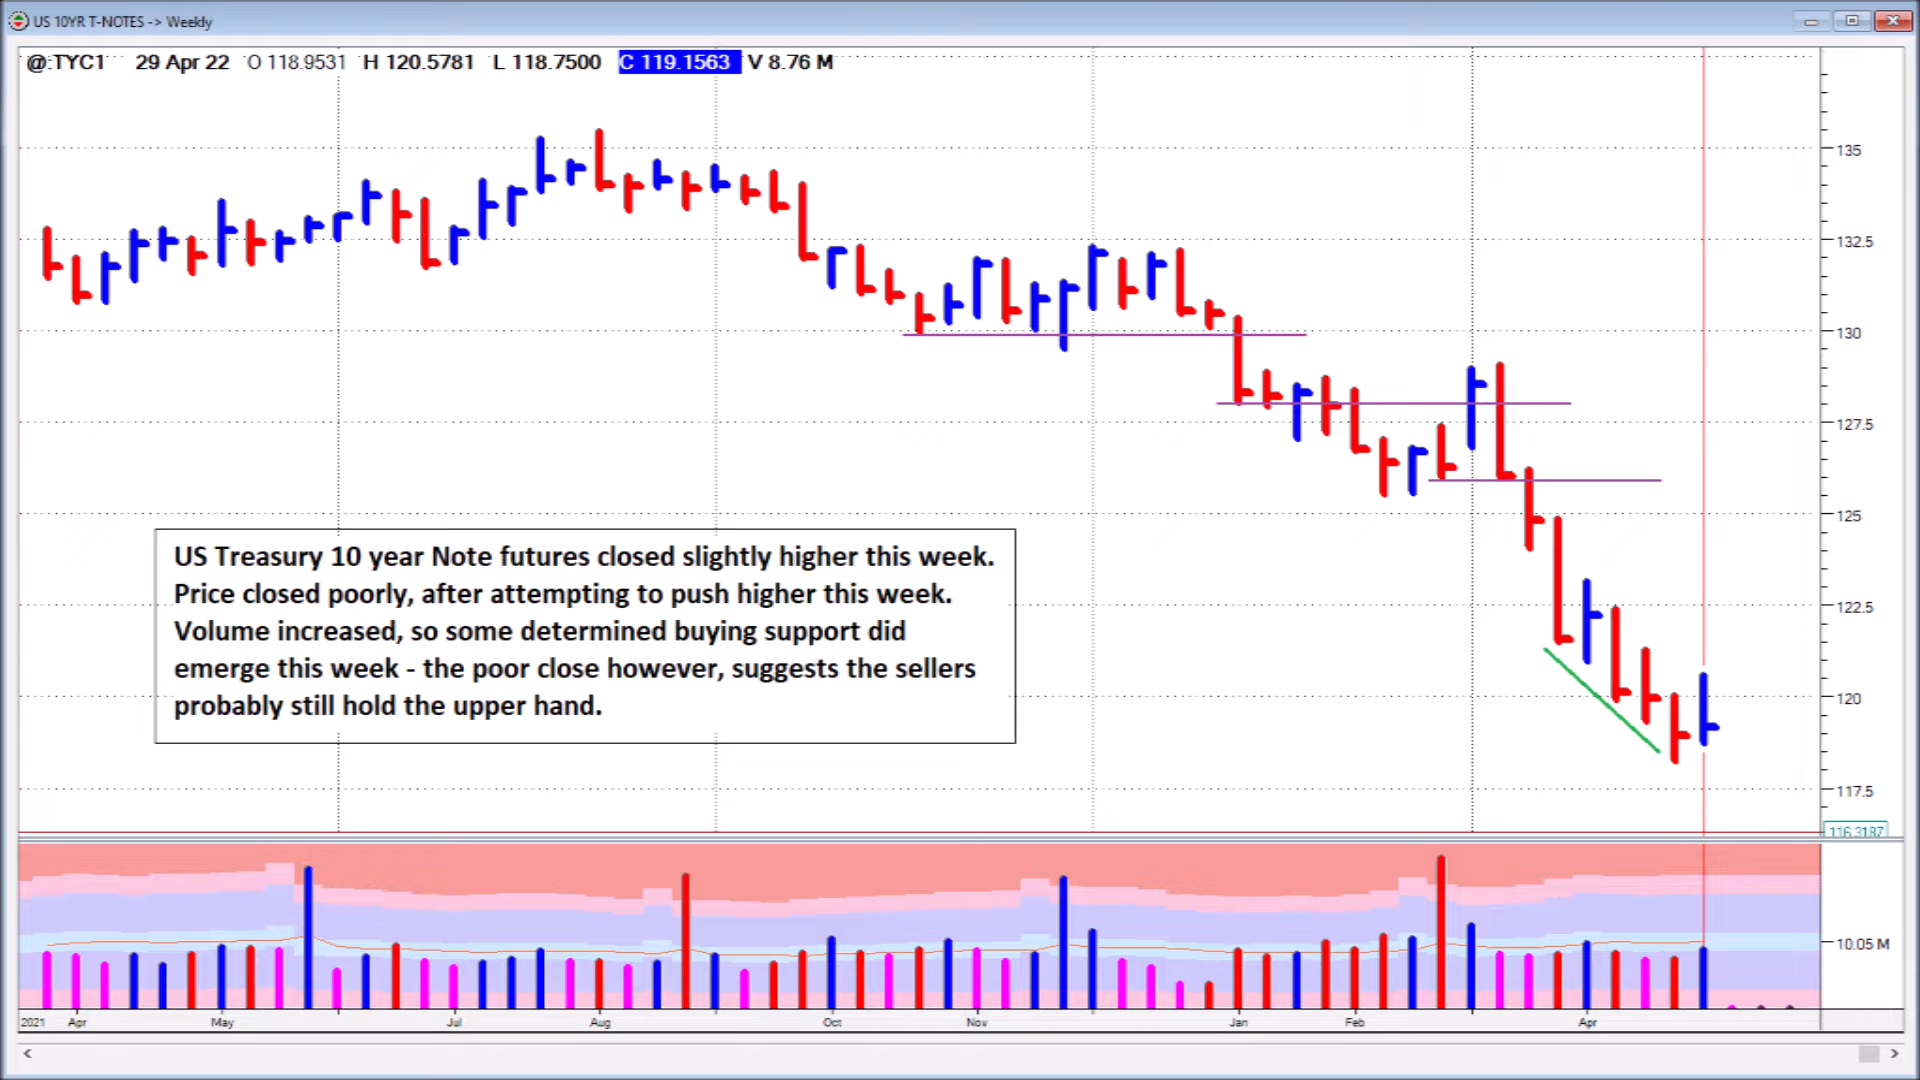 US 10YR T-NOTES -> Weekly
@:TYC1 29 Apr 22 O 118.9531 H 120.5781 L 118.7500 C 119.1563 V 8.76 M
135
132.5
130
127.5
125
122.5
120
117.5
116.3187
US Treasury 10 year Note futures closed slightly higher this week.
Price closed poorly, after attempting to push higher this week.
Volume increased, so some determined buying support did
emerge this week - the poor close however, suggests the sellers
probably still hold the upper hand.
10.05 M
2021 Apr May Jul Aug Oct Nov Jan Feb Apr